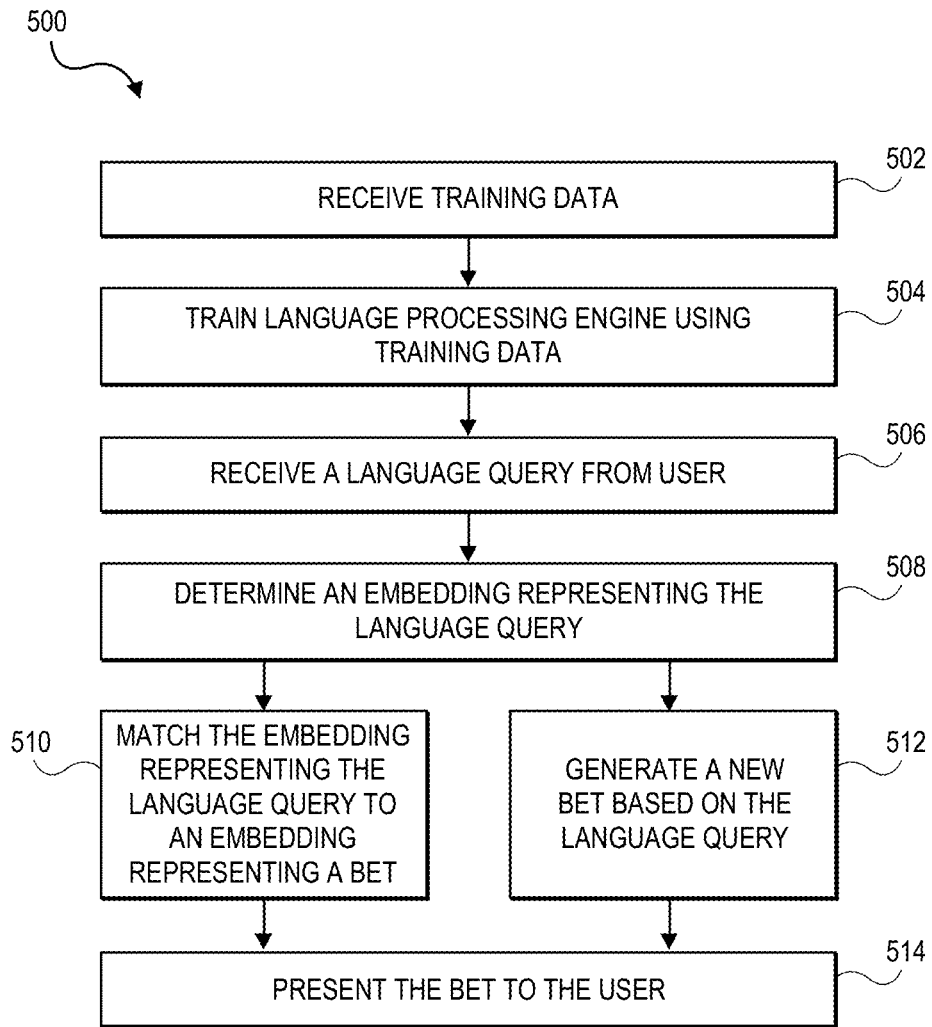 500
502
RECEIVE TRAINING DATA
504
TRAIN LANGUAGE PROCESSING ENGINE USING
TRAINING DATA
506
RECEIVE A LANGUAGE QUERY FROM USER
508
DETERMINE AN EMBEDDING REPRESENTING THE
LANGUAGE QUERY
510
MATCH THE EMBEDDING
REPRESENTING THE
LANGUAGE QUERY TO
AN EMBEDDING
REPRESENTING A BET
512
GENERATE A NEW
BET BASED ON THE
LANGUAGE QUERY
514
PRESENT THE BET TO THE USER